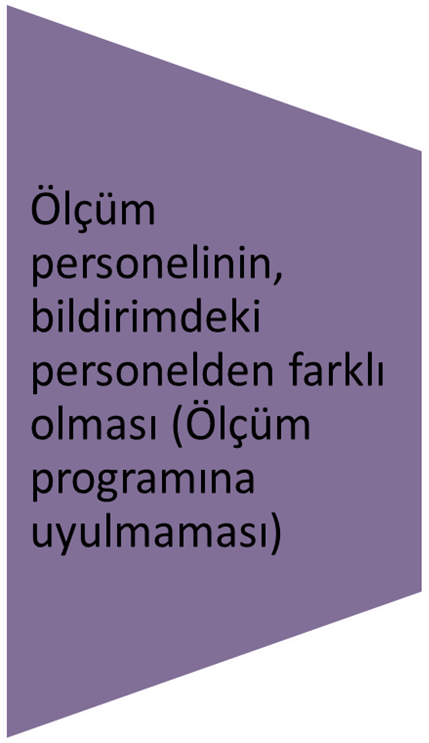 Ölçüm
personelinin,
bildirimdeki
personelden farklı
olması (Ölçüm
programına
uyulmaması)